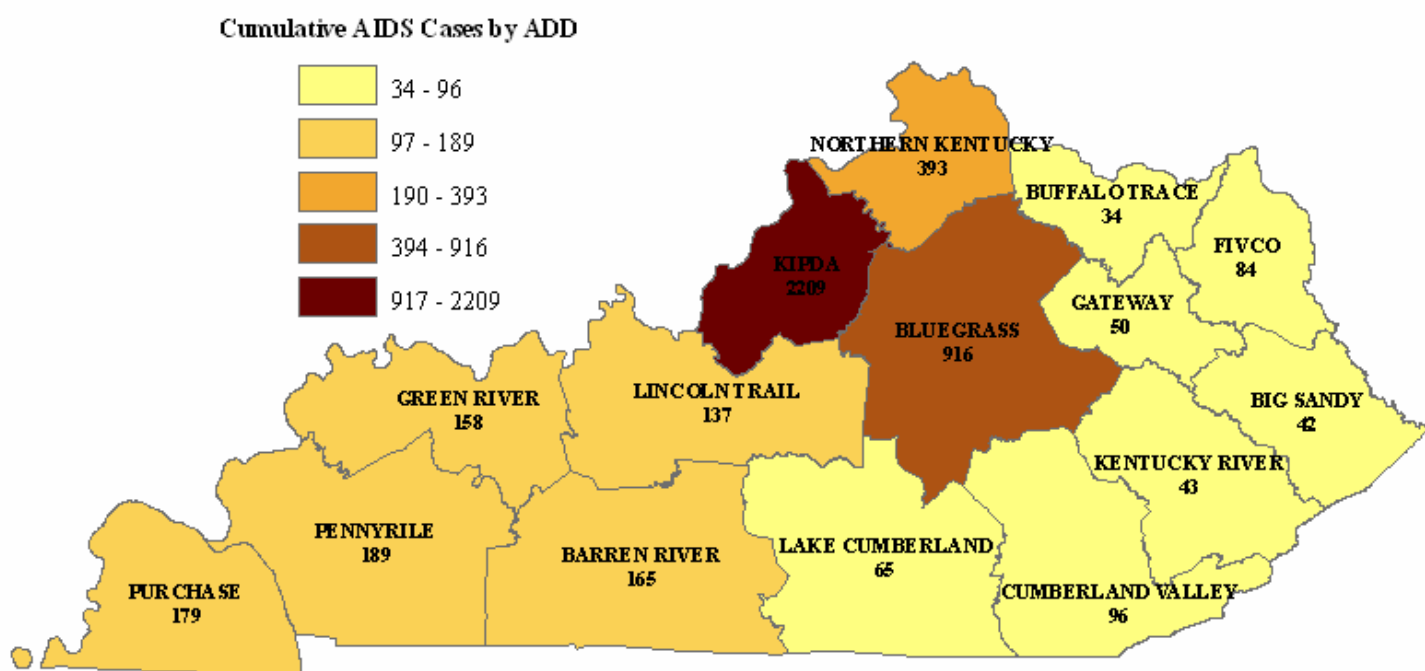 Cumulative AIDS Cases by ADD
34 - 96
97 - 189
190 - 393
394 - 916
917 - 2209
NORTHERN KENTUCKY
393
BUFFALO TRACE
34
FIVCO
84
KIPDA
2209
GATEWAY
50
BLUEGRASS
916
GREEN RIVER
158
LINCOLN TRAIL
137
BIG SANDY
42
KENTUCKY RIVER
43
PENNYRILE
189
BARREN RIVER
165
LAKE CUMBERLAND
65
CUMBERLAND VALLEY
96
PURCHASE
179